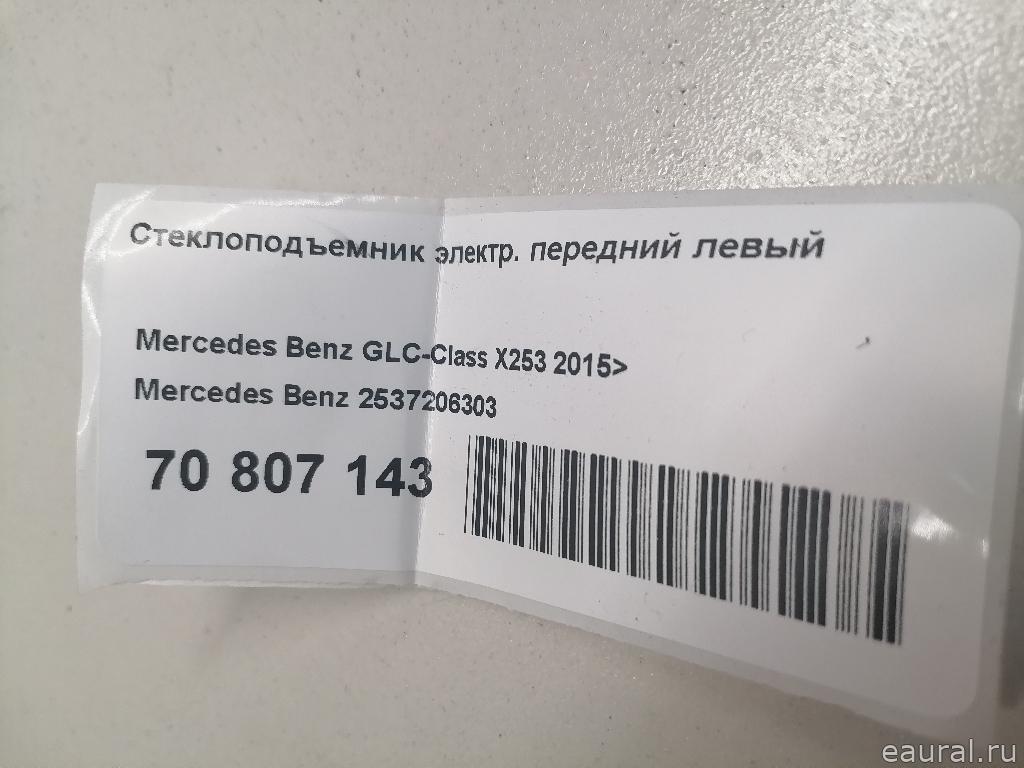 Стеклоподъемник электр. передний левый
Mercedes Benz GLC-Class X253 2015>
Mercedes Benz 2537206303
70 807 143
eaural.ru